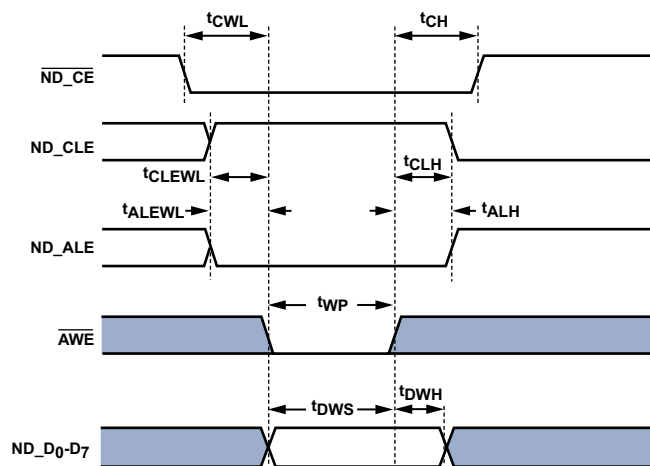 tCWL tCH
ND_CE
ND_CLE
tCLEWL tCLH
tALEWL tALH
ND_ALE
tWP
AWE
tDWS tDWH
ND_D0-D7